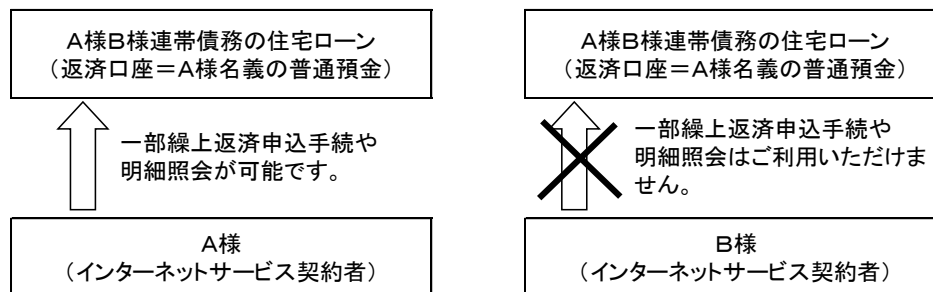 A様B様連帯債務の住宅ローン
(返済口座=A様名義の普通預金)
一部繰上返済申込手続や
明細照会が可能です。
A様
(インターネットサービス契約者)
A様B様連帯債務の住宅ローン
(返済口座=A様名義の普通預金)
一部繰上返済申込手続や
明細照会はご利用いただけま
せん。
B様
(インターネットサービス契約者)